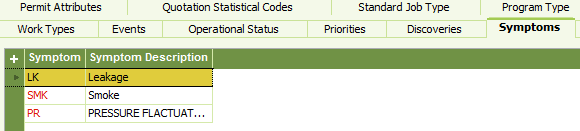 Permit Attributes Quotation Statistical Codes Standard Job Type Program Type
Work Types Events Operational Status Priorities Discoveries Symptoms
+ Symptom Symptom Description
LK Leakage
SMK Smoke
PR PRESSURE FLACTUAT...